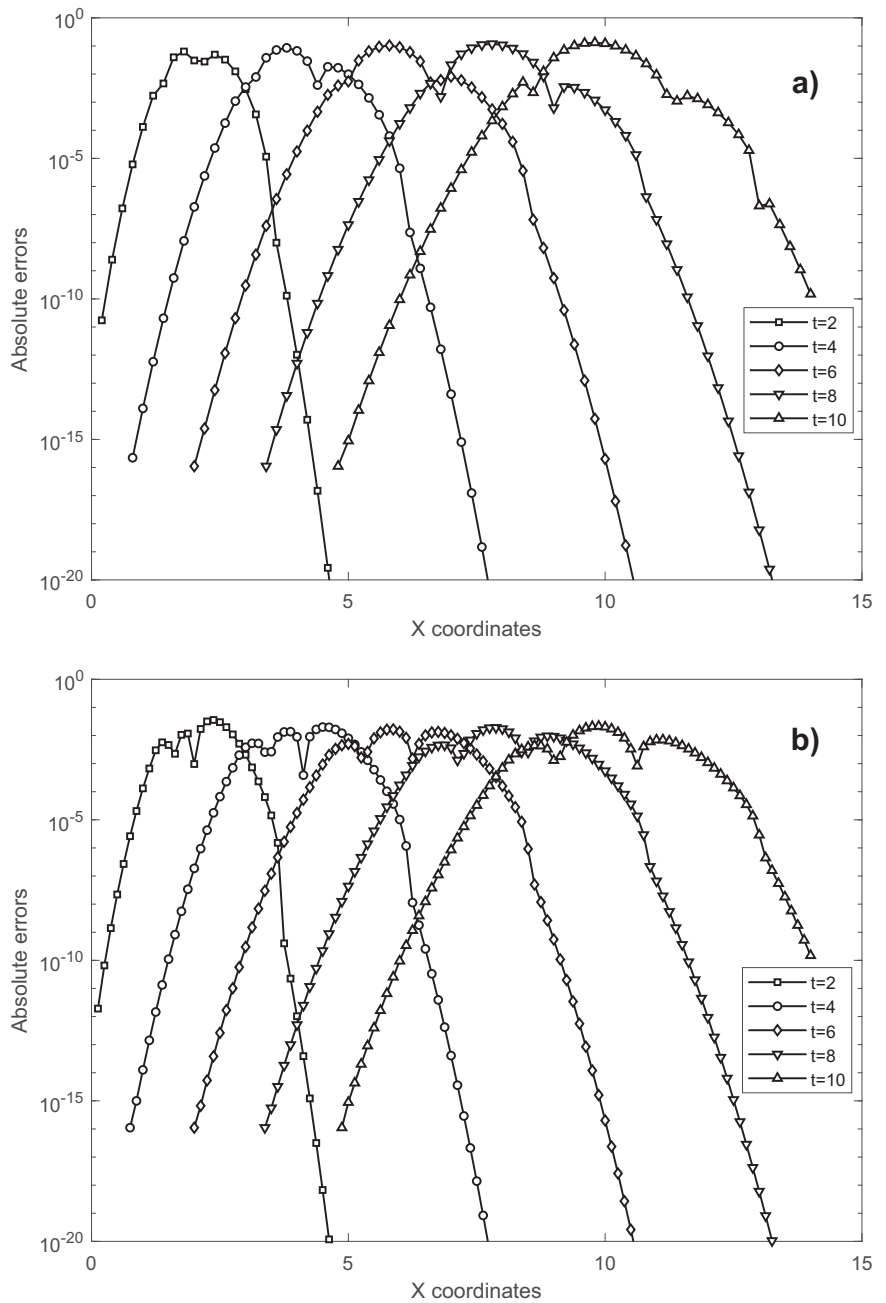 10^0
a)
10^-5
Absolute errors
10^-10
t=2
t=4
t=6
t=8
t=10
10^-15
10^-20
0 5 10 15
X coordinates
10^0
b)
10^-5
Absolute errors
10^-10
t=2
t=4
t=6
t=8
t=10
10^-15
10^-20
0 5 10 15
X coordinates